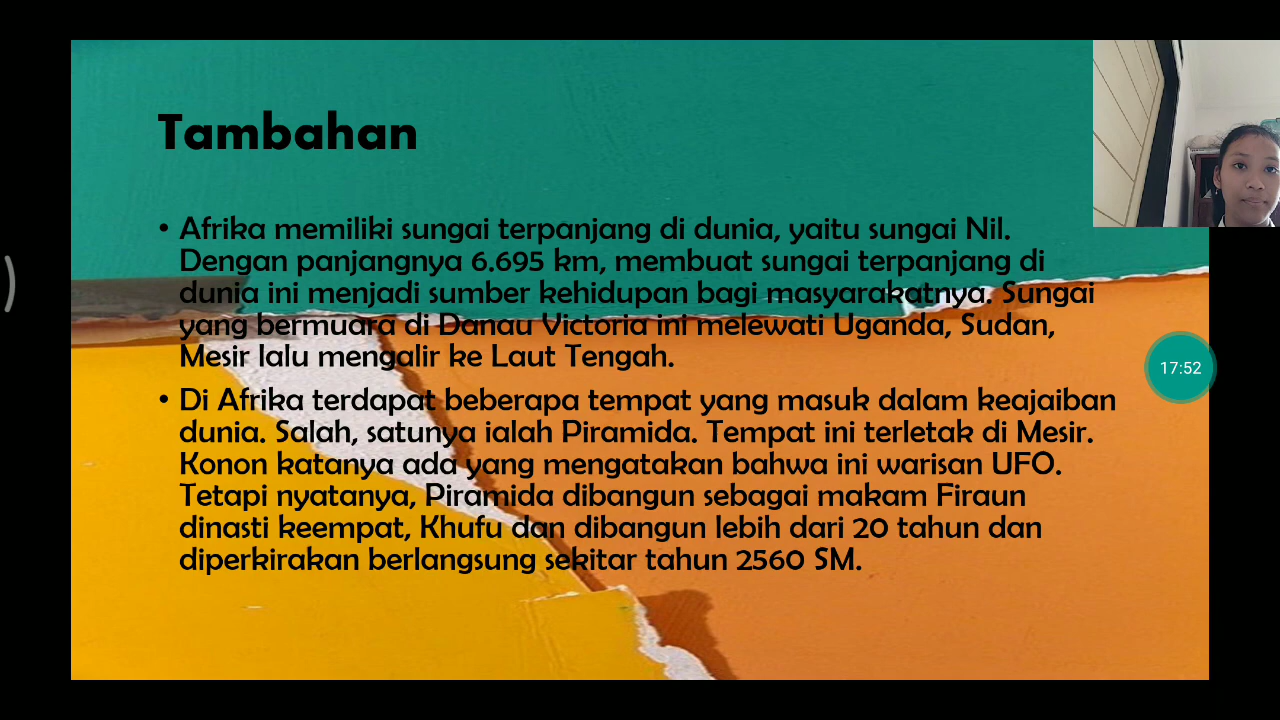 Tambahan
• Afrika memiliki sungai terpanjang di dunia, yaitu sungai Nil.
Dengan panjangnya 6.695 km, membuat sungai terpanjang di
dunia ini menjadi sumber kehidupan bagi masyarakatnya. Sungai
yang bermuara di Danau Victoria ini melewati Uganda, Sudan,
Mesir lalu mengalir ke Laut Tengah.
• Di Afrika terdapat beberapa tempat yang masuk dalam keajaiban
dunia. Salah, satunya ialah Piramida. Tempat ini terletak di Mesir.
Konon katanya ada yang mengatakan bahwa ini warisan UFO.
Tetapi nyatanya, Piramida dibangun sebagai makam Firaun
dinasti keempat, Khufu dan dibangun lebih dari 20 tahun dan
diperkirakan berlangsung sekitar tahun 2560 SM.
17:52